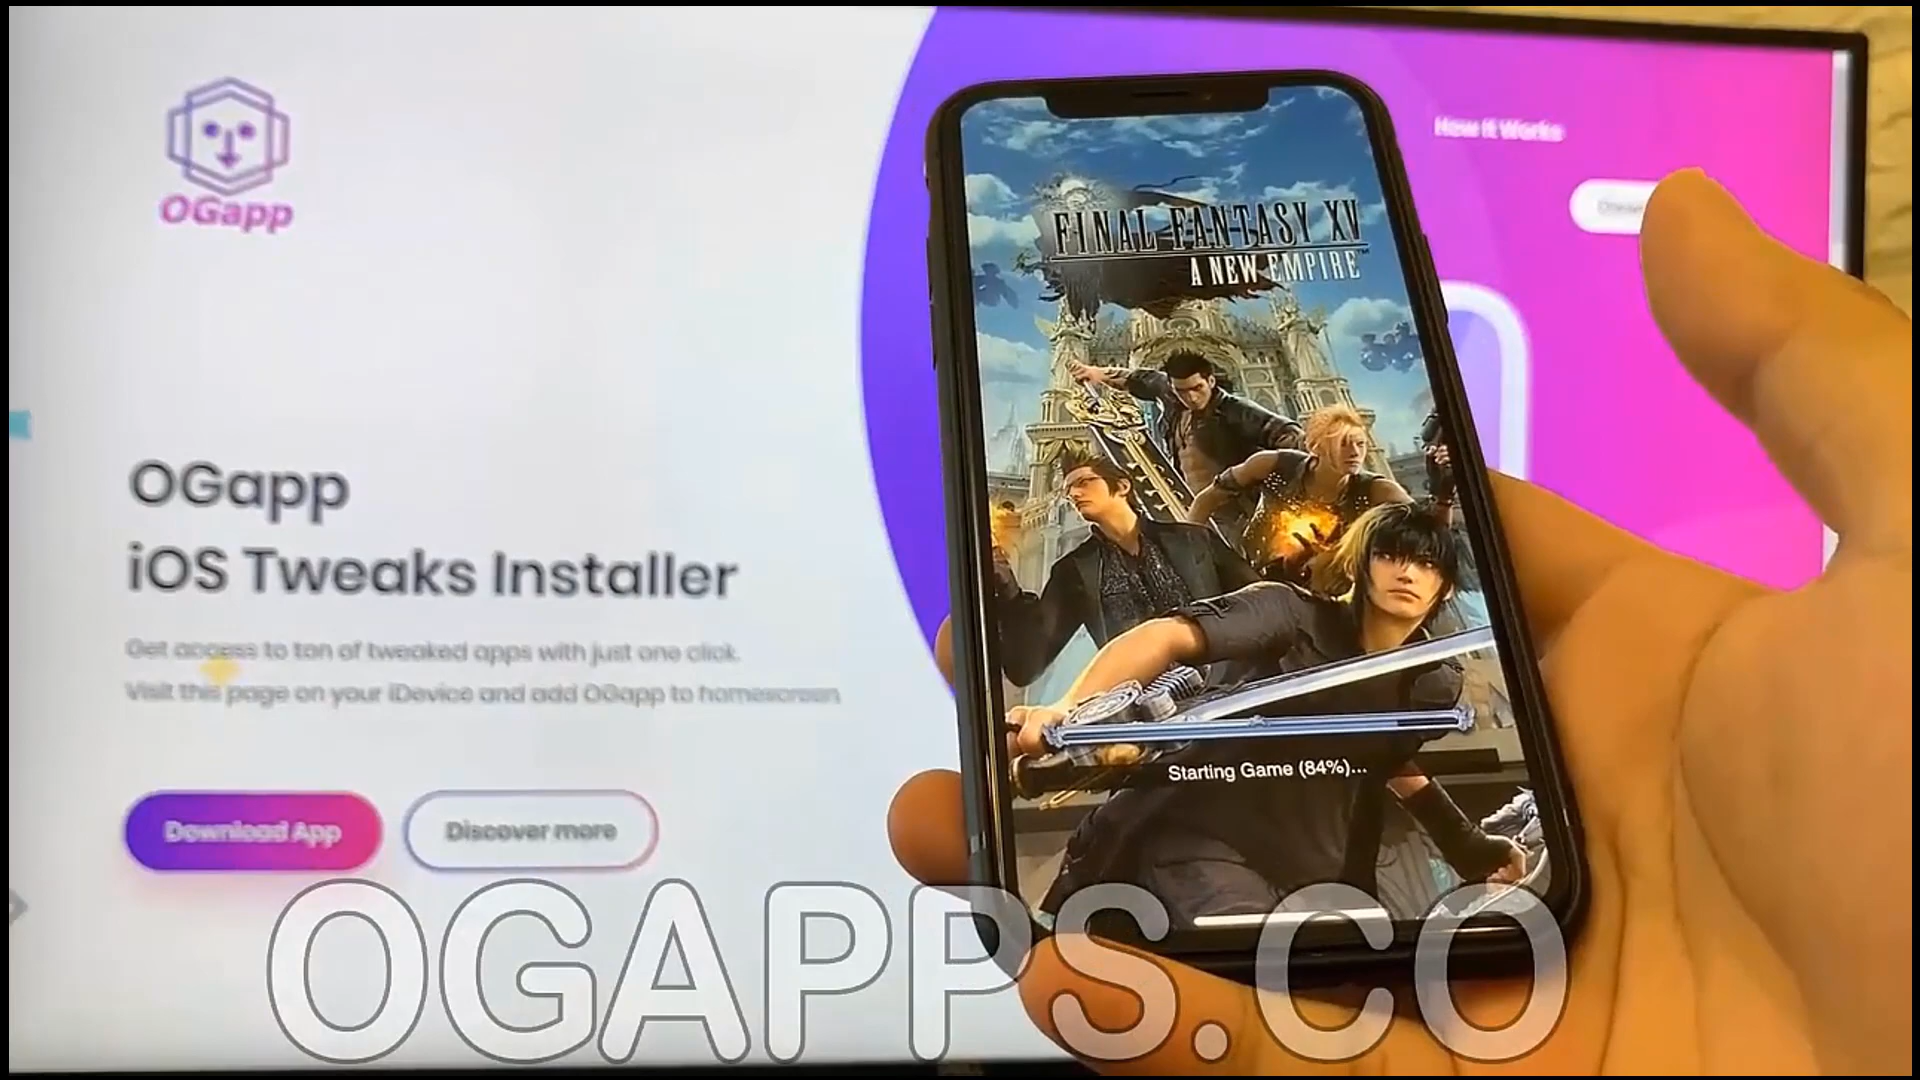 OGapp
How It Works
FINAL FANTASY XV
A NEW EMPIRE
OGapp
iOS Tweaks Installer
Get access to ton of tweaked apps with just one click.
Visit this page on your iDevice and add OGapp to homescreen
Starting Game (84%)...
Download App
Discover more
OGAPPS.CO